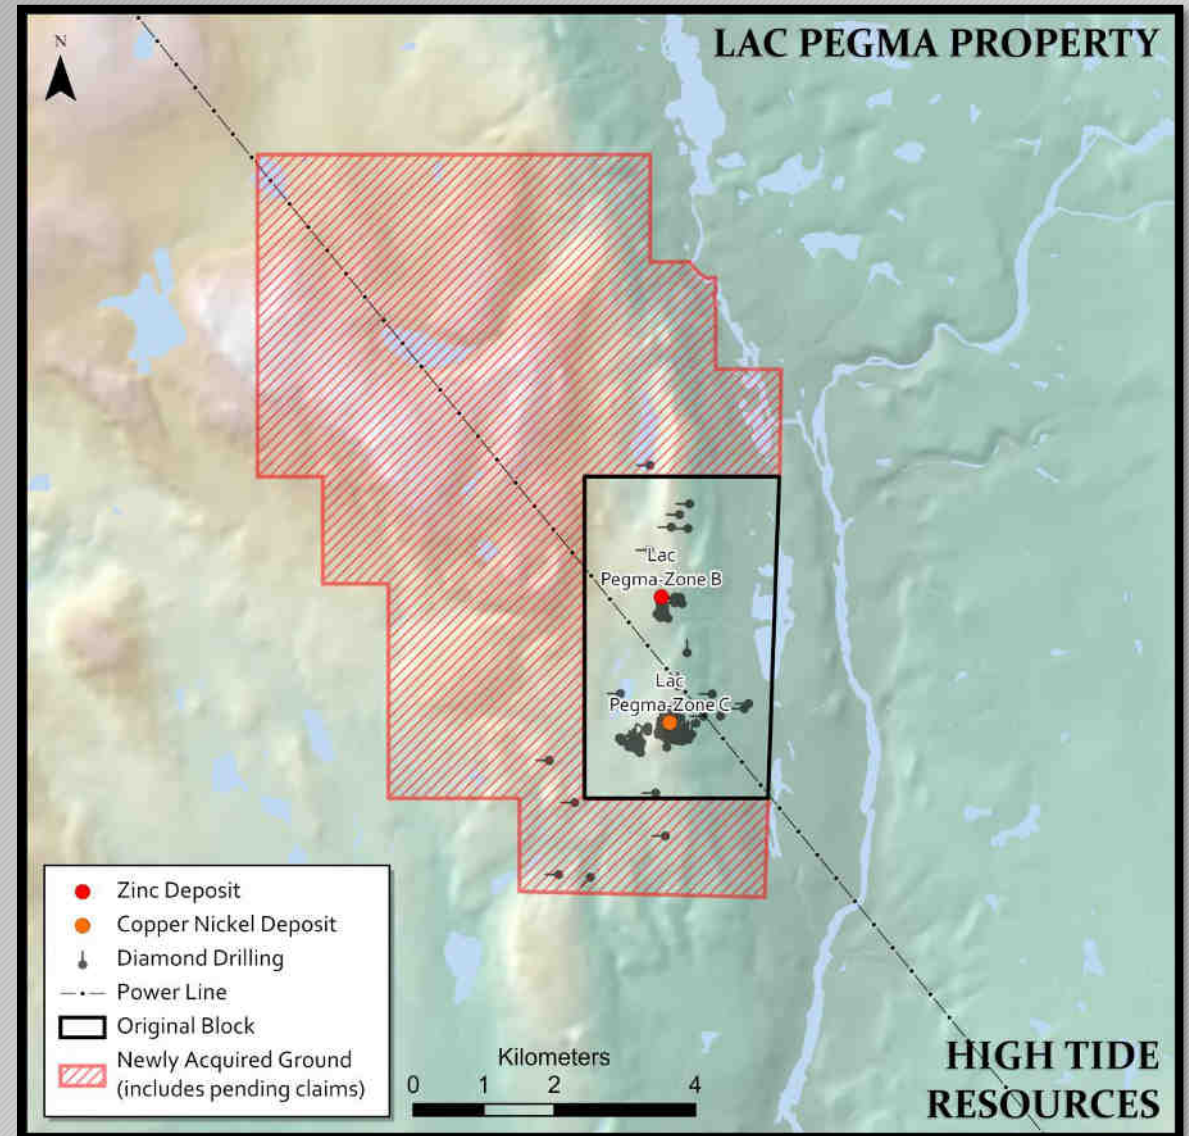 N
LAC PEGMA PROPERTY
Lac
Pegma-Zone B
Lac
Pegma-Zone C
Zinc Deposit
Copper Nickel Deposit
Diamond Drilling
Power Line
Original Block
Newly Acquired Ground
(includes pending claims)
Kilometers
0 1 2 4
HIGH TIDE
RESOURCES